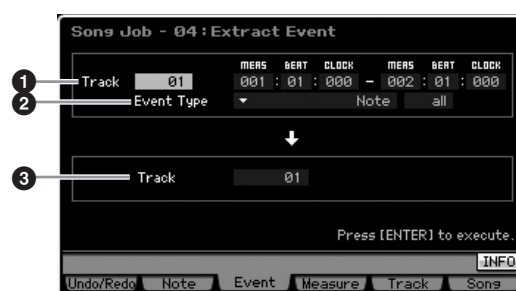 Song Job - 04:Extract Event
MEAS BEAT CLOCK MEAS BEAT CLOCK
1 Track 01 001 : 01 : 000 - 002 : 01 : 000
2 Event Type Note all
3 Track 01
Press [ENTER] to execute.
INFO
Undo/Redo Note Event Measure Track Song